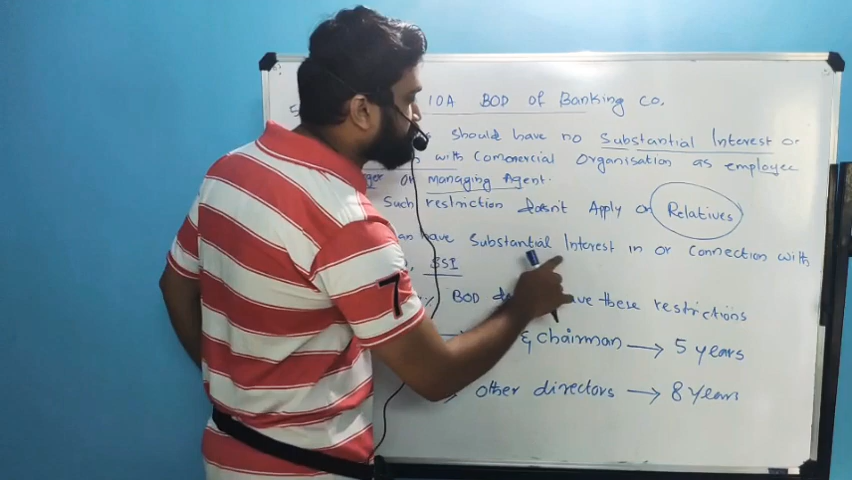 10A BOD of Banking Co.
should have no Substantial Interest or
with Commercial Organisation as employee
or managing Agent.
Such restriction doesn't Apply on Relatives
have Substantial Interest in or Connection with
SSI
% BOD have these restrictions
& chairman → 5 years
other directors → 8 years
7